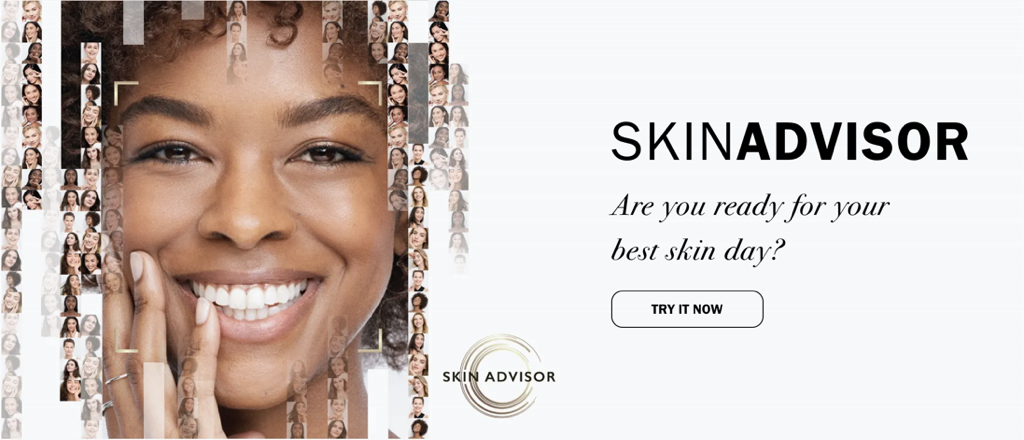 SKINADVISOR
Are you ready for your
best skin day?
TRY IT NOW
SKIN ADVISOR